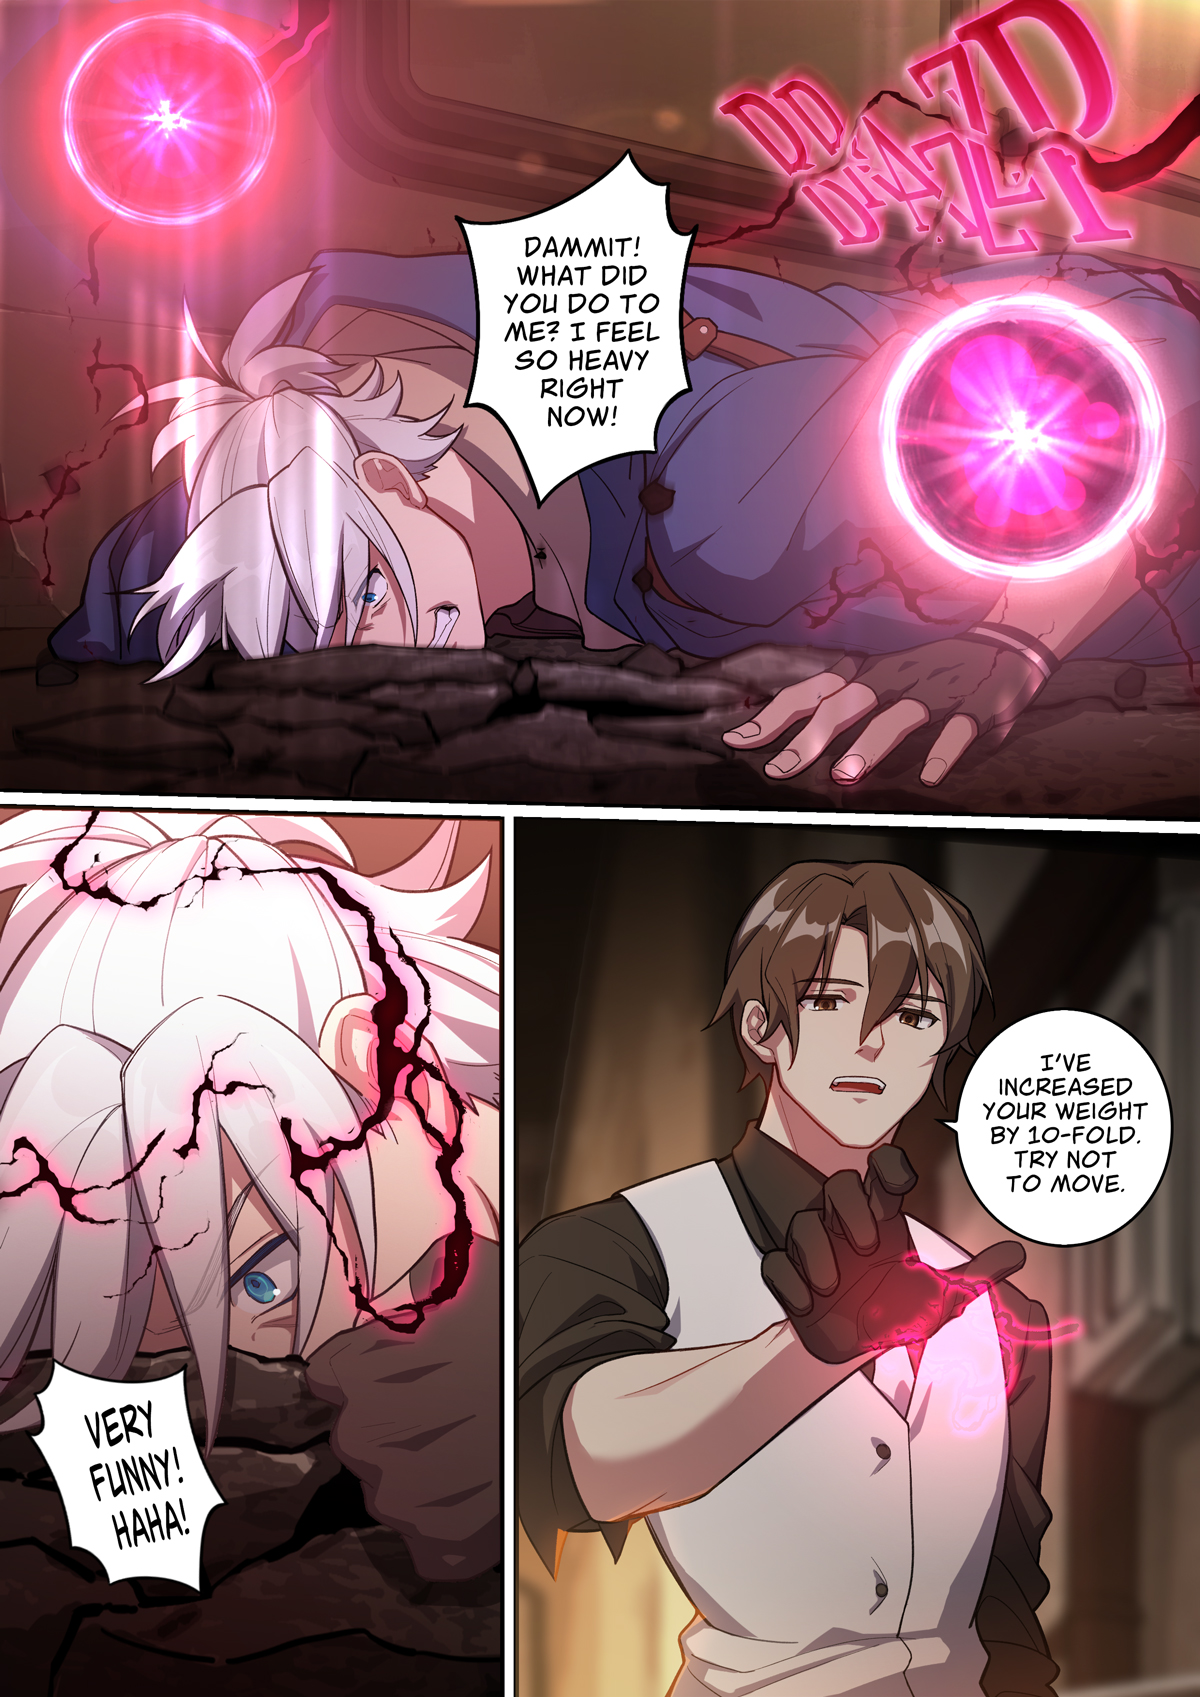 DAMMIT!
WHAT DID
YOU DO TO
ME? I FEEL
SO HEAVY
RIGHT
NOW!
I'VE
INCREASED
YOUR WEIGHT
BY 10-FOLD.
TRY NOT
TO MOVE.
VERY
FUNNY!
HAHA!